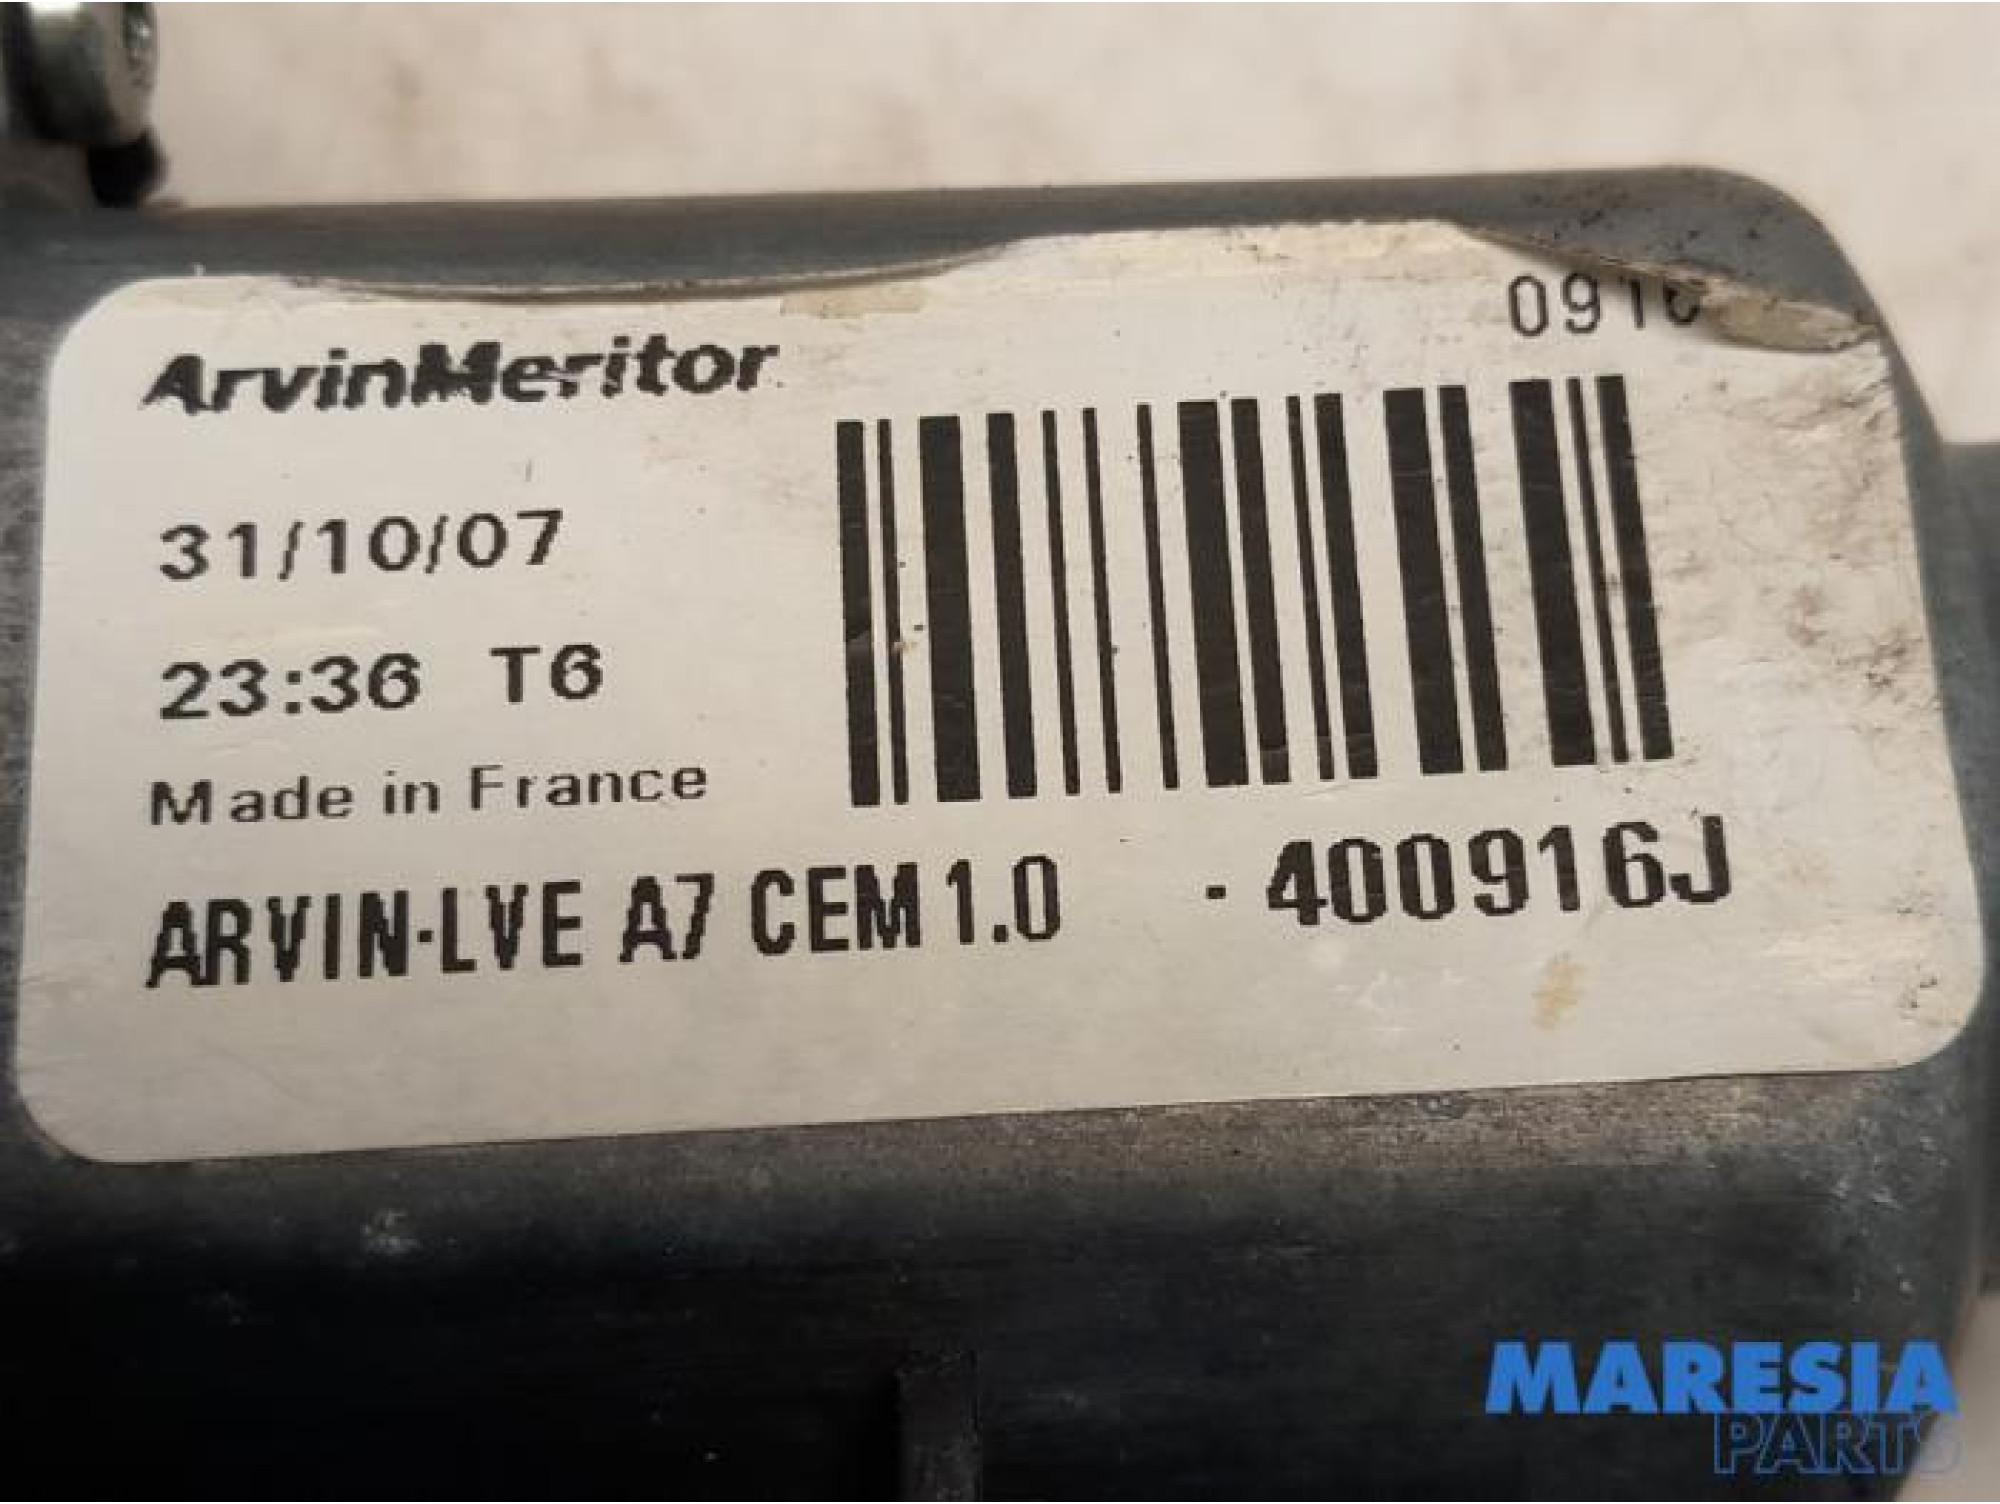 ArvinMeritor
31/10/07
23:36 T6
Made in France
ARVIN-LVE A7 CEM 1.0 - 400916J
MARESIA
PARTS